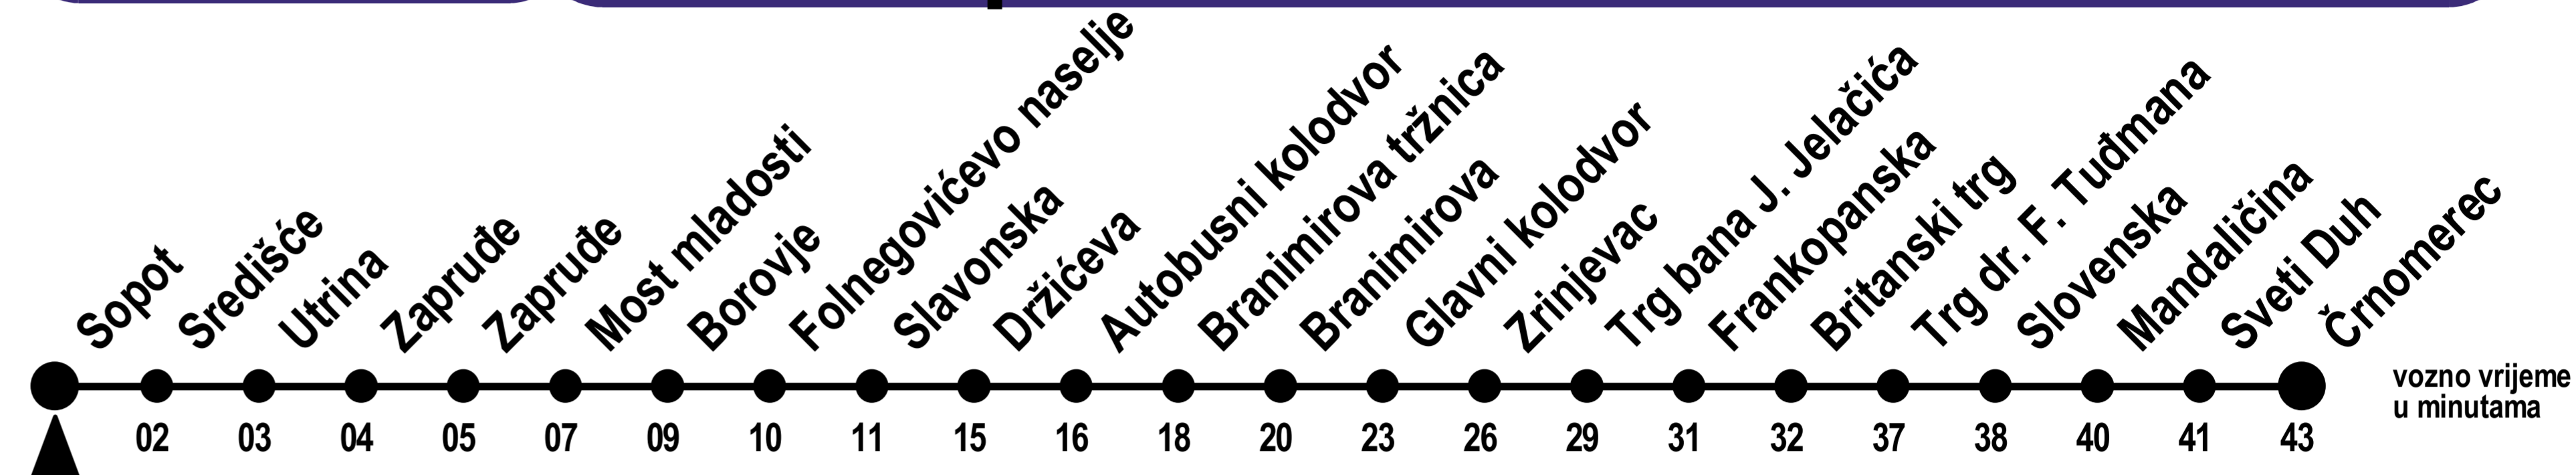 Sopot
Središće
Utrina
Zapruđe
Zapruđe
Most mladosti
Borovje
Folnegovićevo naselje
Slavonska
Držićeva
Autobusni kolodvor
Branimirova tržnica
Branimirova
Glavni kolodvor
Zrinjevac
Trg bana J. Jelačića
Frankopanska
Britanski trg
Trg dr. F. Tuđmana
Slovenska
Mandaličina
Sveti Duh
Črnomerec
vozno vrijeme
u minutama
02 03 04 05 07 09 10 11 15 16 18 20 23 26 29 31 32 37 38 40 41 43